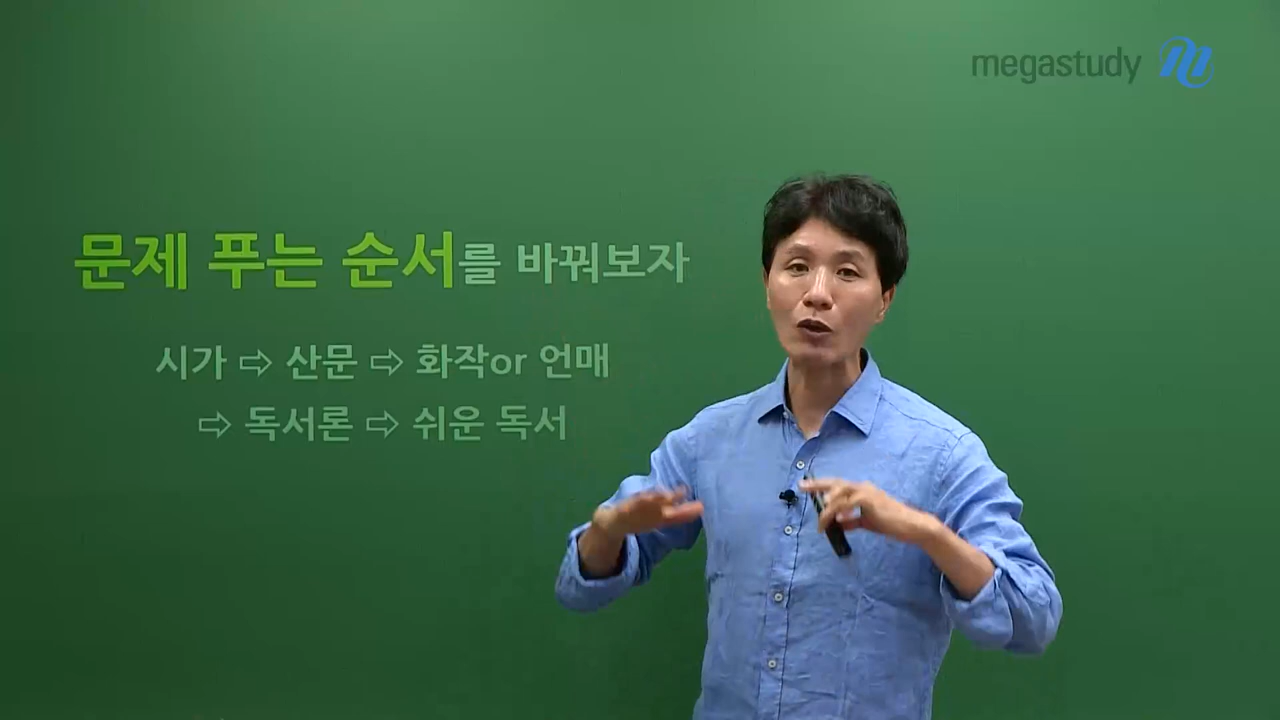 megastudy
문제 푸는 순서를 바꿔보자
시가 ⇨ 산문 ⇨ 화작or 언매
⇨ 독서론 ⇨ 쉬운 독서